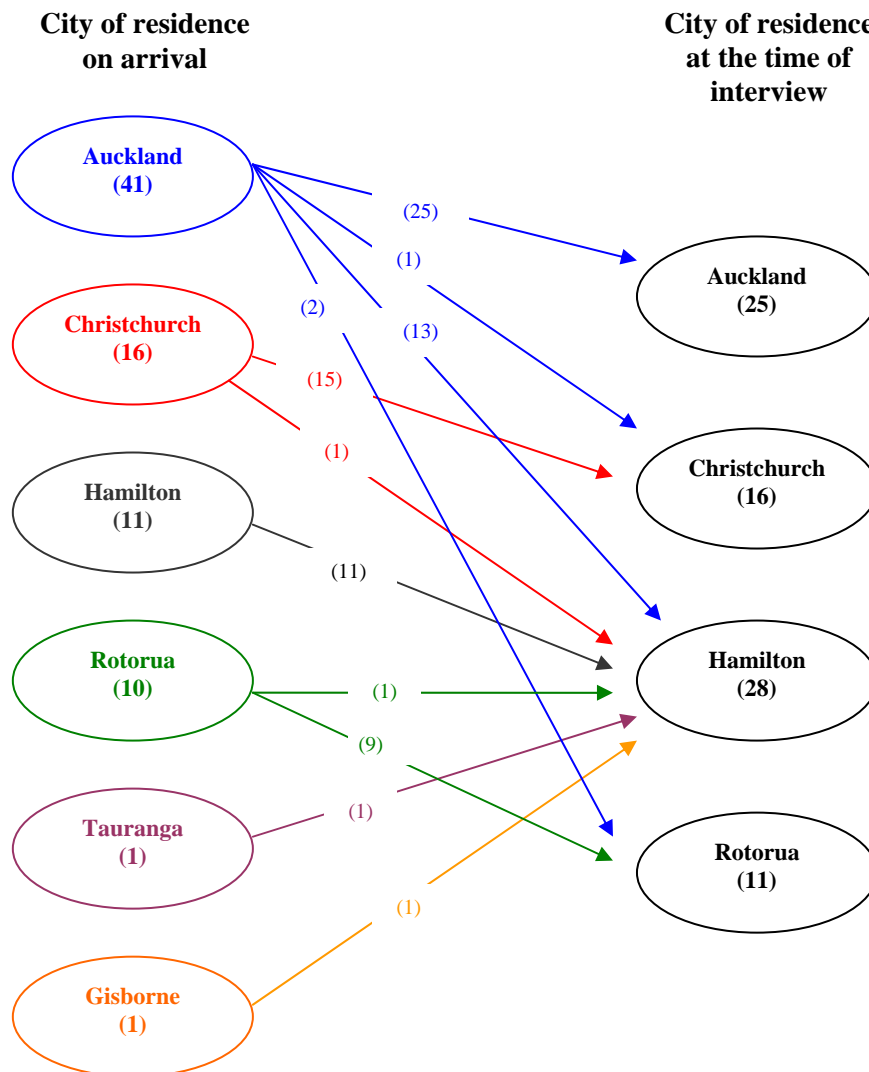 City of residence
on arrival
City of residence
at the time of
interview
Auckland
(41)
(25)
(1)
Auckland
(25)
(2)
(13)
Christchurch
(16)
(15)
(1)
Christchurch
(16)
Hamilton
(11)
(11)
Rotorua
(10)
(1)
(9)
Hamilton
(28)
Tauranga
(1)
(1)
Rotorua
(11)
(1)
Gisborne
(1)